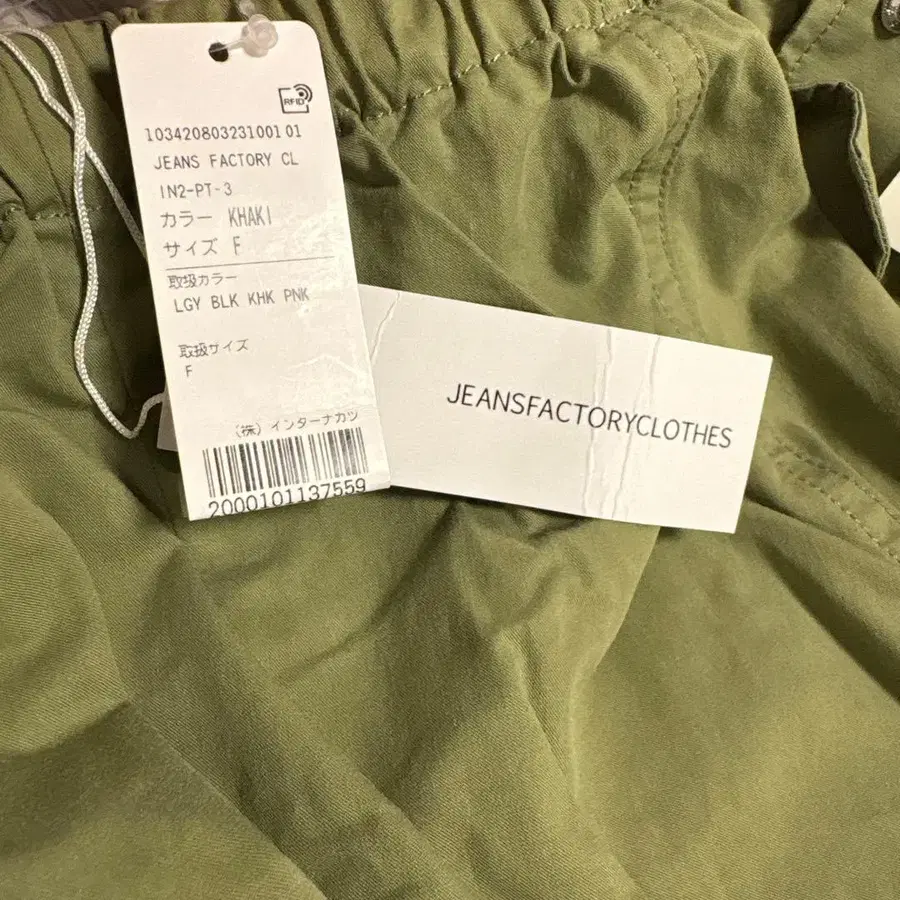 RFID
10342080323100101
JEANS FACTORY CL
IN2-PT-3
カラー KHAKI
サイズ F
取扱カラー
LGY BLK KHK PNK
取扱サイズ
F
(株)インターナカツ
2000101137559
JEANSFACTORYCLOTHES